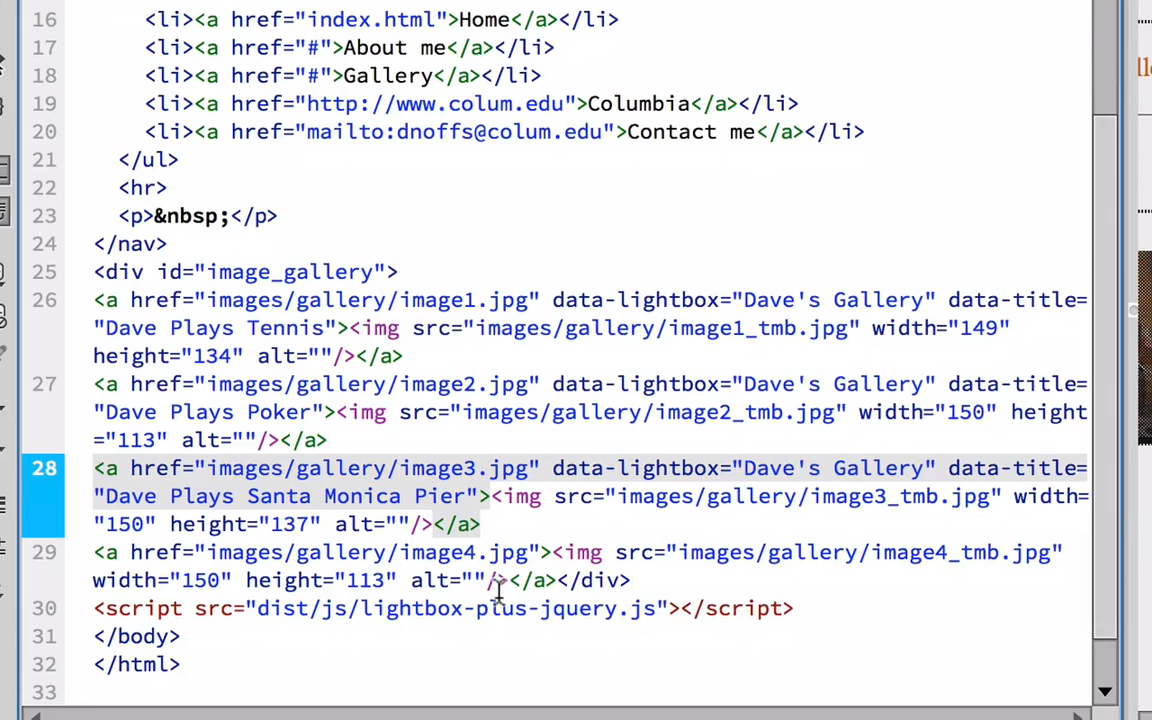 16 <li><a href="index.html">Home</a></li>
17 <li><a href="#">About me</a></li>
18 <li><a href="#">Gallery</a></li>
19 <li><a href="http://www.colum.edu">Columbia</a></li>
20 <li><a href="mailto:dnoffs@colum.edu">Contact me</a></li>
21 </ul>
22 <hr>
23 <p>&nbsp;</p>
24 </nav>
25 <div id="image_gallery">
26 <a href="images/gallery/image1.jpg" data-lightbox="Dave's Gallery" data-title=
"Dave Plays Tennis"><img src="images/gallery/image1_tmb.jpg" width="149"
height="134" alt=""/></a>
27 <a href="images/gallery/image2.jpg" data-lightbox="Dave's Gallery" data-title=
"Dave Plays Poker"><img src="images/gallery/image2_tmb.jpg" width="150" height
="113" alt=""/></a>
28 <a href="images/gallery/image3.jpg" data-lightbox="Dave's Gallery" data-title=
"Dave Plays Santa Monica Pier"><img src="images/gallery/image3_tmb.jpg" width=
"150" height="137" alt=""/></a>
29 <a href="images/gallery/image4.jpg"><img src="images/gallery/image4_tmb.jpg"
width="150" height="113" alt=""/></a></div>
30 <script src="dist/js/lightbox-plus-jquery.js"></script>
31 </body>
32 </html>
33